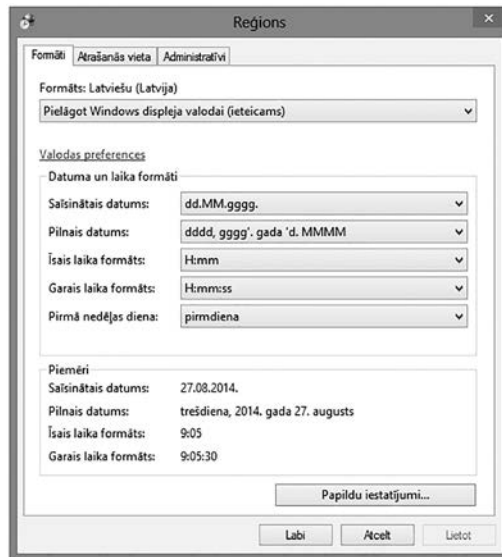 Reģions
Formāti Atrašanās vieta Administratīvi
Formāts: Latviešu (Latvija)
Pielāgot Windows displeja valodai (ieteicams)
Valodas preferences
Datuma un laika formāti
Saīsinātais datums: dd.MM.gggg.
Pilnais datums: dddd, gggg'. gada 'd. MMMM
Īsais laika formāts: H:mm
Garais laika formāts: H:mm:ss
Pirmā nedēļas diena: pirmdiena
Piemēri
Saīsinātais datums: 27.08.2014.
Pilnais datums: trešdiena, 2014. gada 27. augusts
Īsais laika formāts: 9:05
Garais laika formāts: 9:05:30
Papildu iestatījumi...
Labi Atcelt Lietot